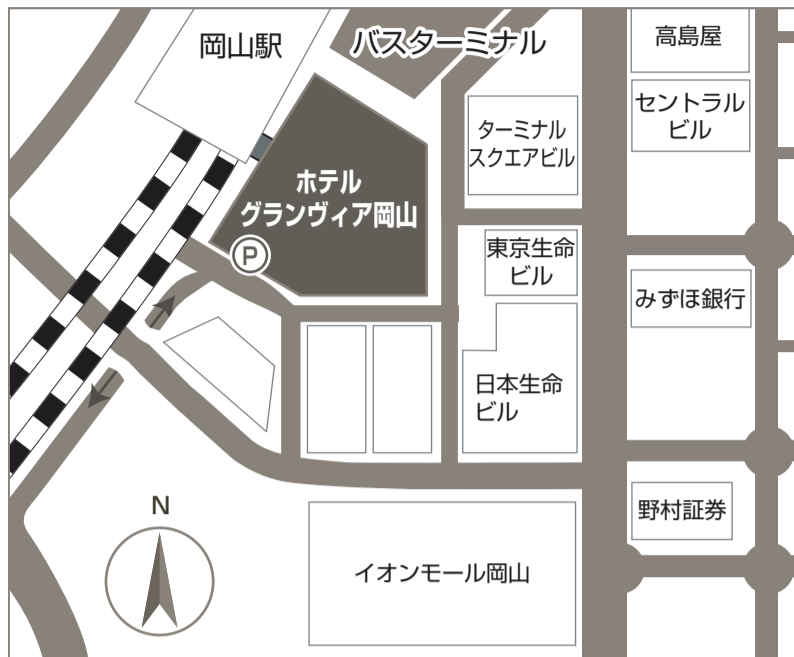 岡山駅
バスターミナル
高島屋
セントラル
ビル
ターミナル
スクエアビル
ホテル
グランヴィア岡山
P
東京生命
ビル
みずほ銀行
日本生命
ビル
野村証券
N
イオンモール岡山